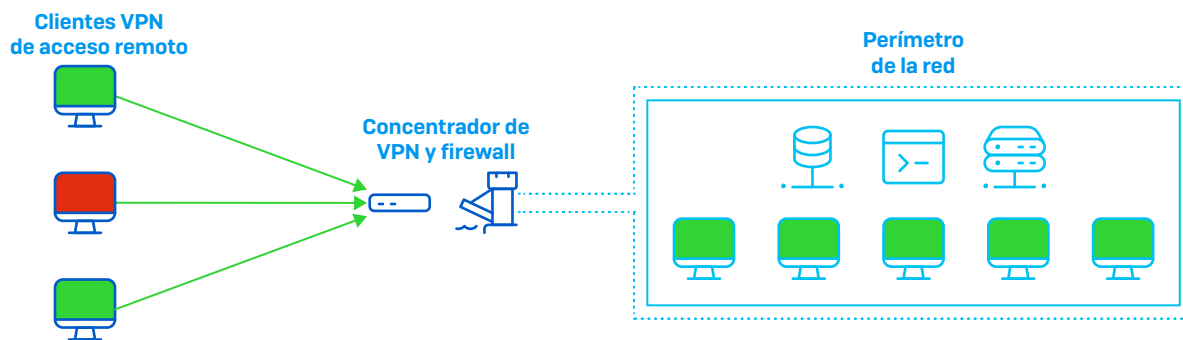 Clientes VPN
de acceso remoto
Concentrador de
VPN y firewall
Perímetro
de la red